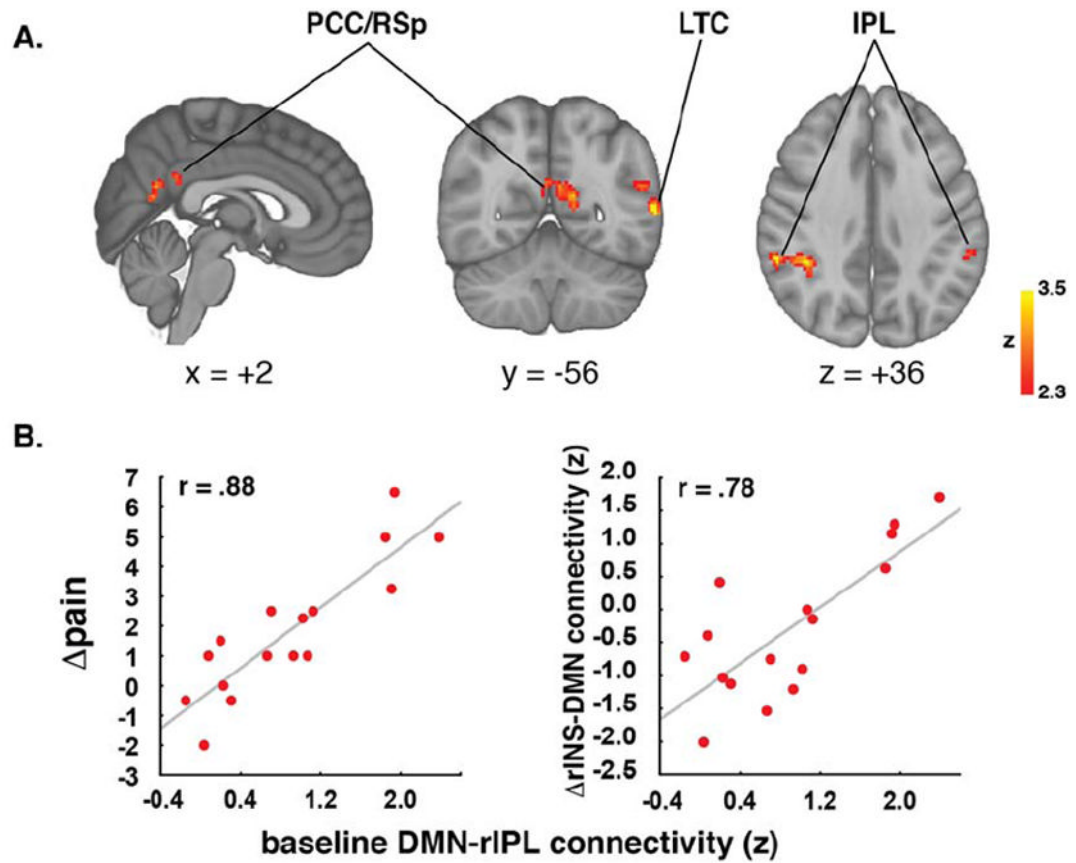 A.
PCC/RSp
LTC
IPL
x = +2
y = -56
z = +36
3.5
z
2.3
B.
r = .88
7
6
5
4
3
2
1
0
-1
-2
-3
Δpain
-0.4
0.4
1.2
2.0
r = .78
2.0
1.5
1.0
0.5
0.0
-0.5
-1.0
-1.5
-2.0
-2.5
ΔrINS-DMN connectivity (z)
-0.4
0.4
1.2
2.0
baseline DMN-rIPL connectivity (z)